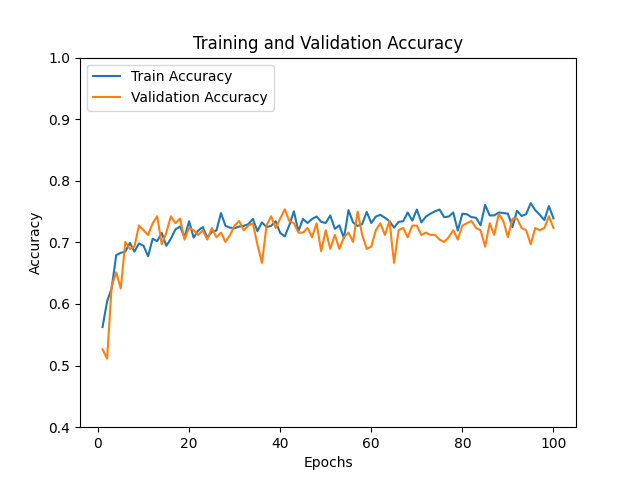 Training and Validation Accuracy
Train Accuracy
Validation Accuracy
1.0
0.9
0.8
0.7
0.6
0.5
0.4
Accuracy
0 20 40 60 80 100
Epochs